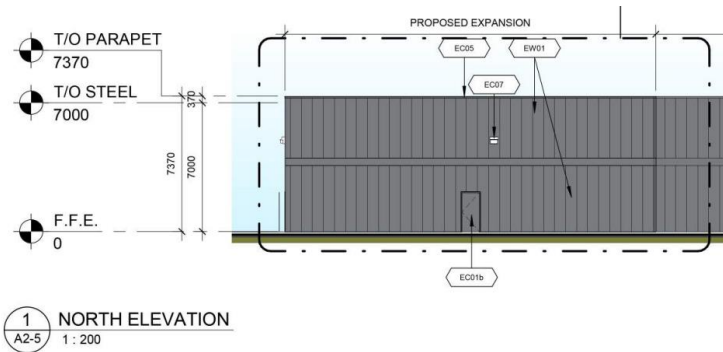 PROPOSED EXPANSION
T/O PARAPET
7370
EC05
EW01
EC07
T/O STEEL
7000
370
7370
7000
F.F.E.
0
EC01b
1
A2-5
NORTH ELEVATION
1 : 200